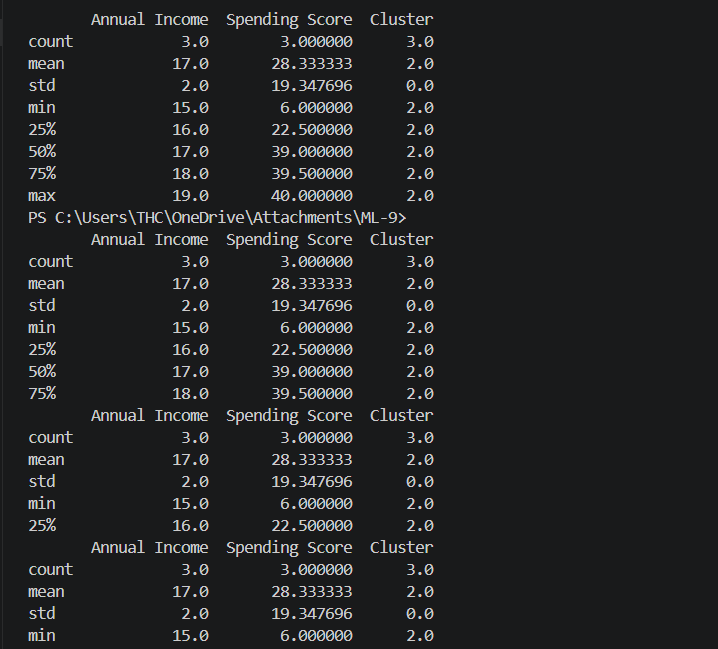 Annual Income Spending Score Cluster
count 3.0 3.000000 3.0
mean 17.0 28.333333 2.0
std 2.0 19.347696 0.0
min 15.0 6.000000 2.0
25% 16.0 22.500000 2.0
50% 17.0 39.000000 2.0
75% 18.0 39.500000 2.0
max 19.0 40.000000 2.0
PS C:\Users\THC\OneDrive\Attachments\ML-9>
Annual Income Spending Score Cluster
count 3.0 3.000000 3.0
mean 17.0 28.333333 2.0
std 2.0 19.347696 0.0
min 15.0 6.000000 2.0
25% 16.0 22.500000 2.0
50% 17.0 39.000000 2.0
75% 18.0 39.500000 2.0
Annual Income Spending Score Cluster
count 3.0 3.000000 3.0
mean 17.0 28.333333 2.0
std 2.0 19.347696 0.0
min 15.0 6.000000 2.0
25% 16.0 22.500000 2.0
Annual Income Spending Score Cluster
count 3.0 3.000000 3.0
mean 17.0 28.333333 2.0
std 2.0 19.347696 0.0
min 15.0 6.000000 2.0